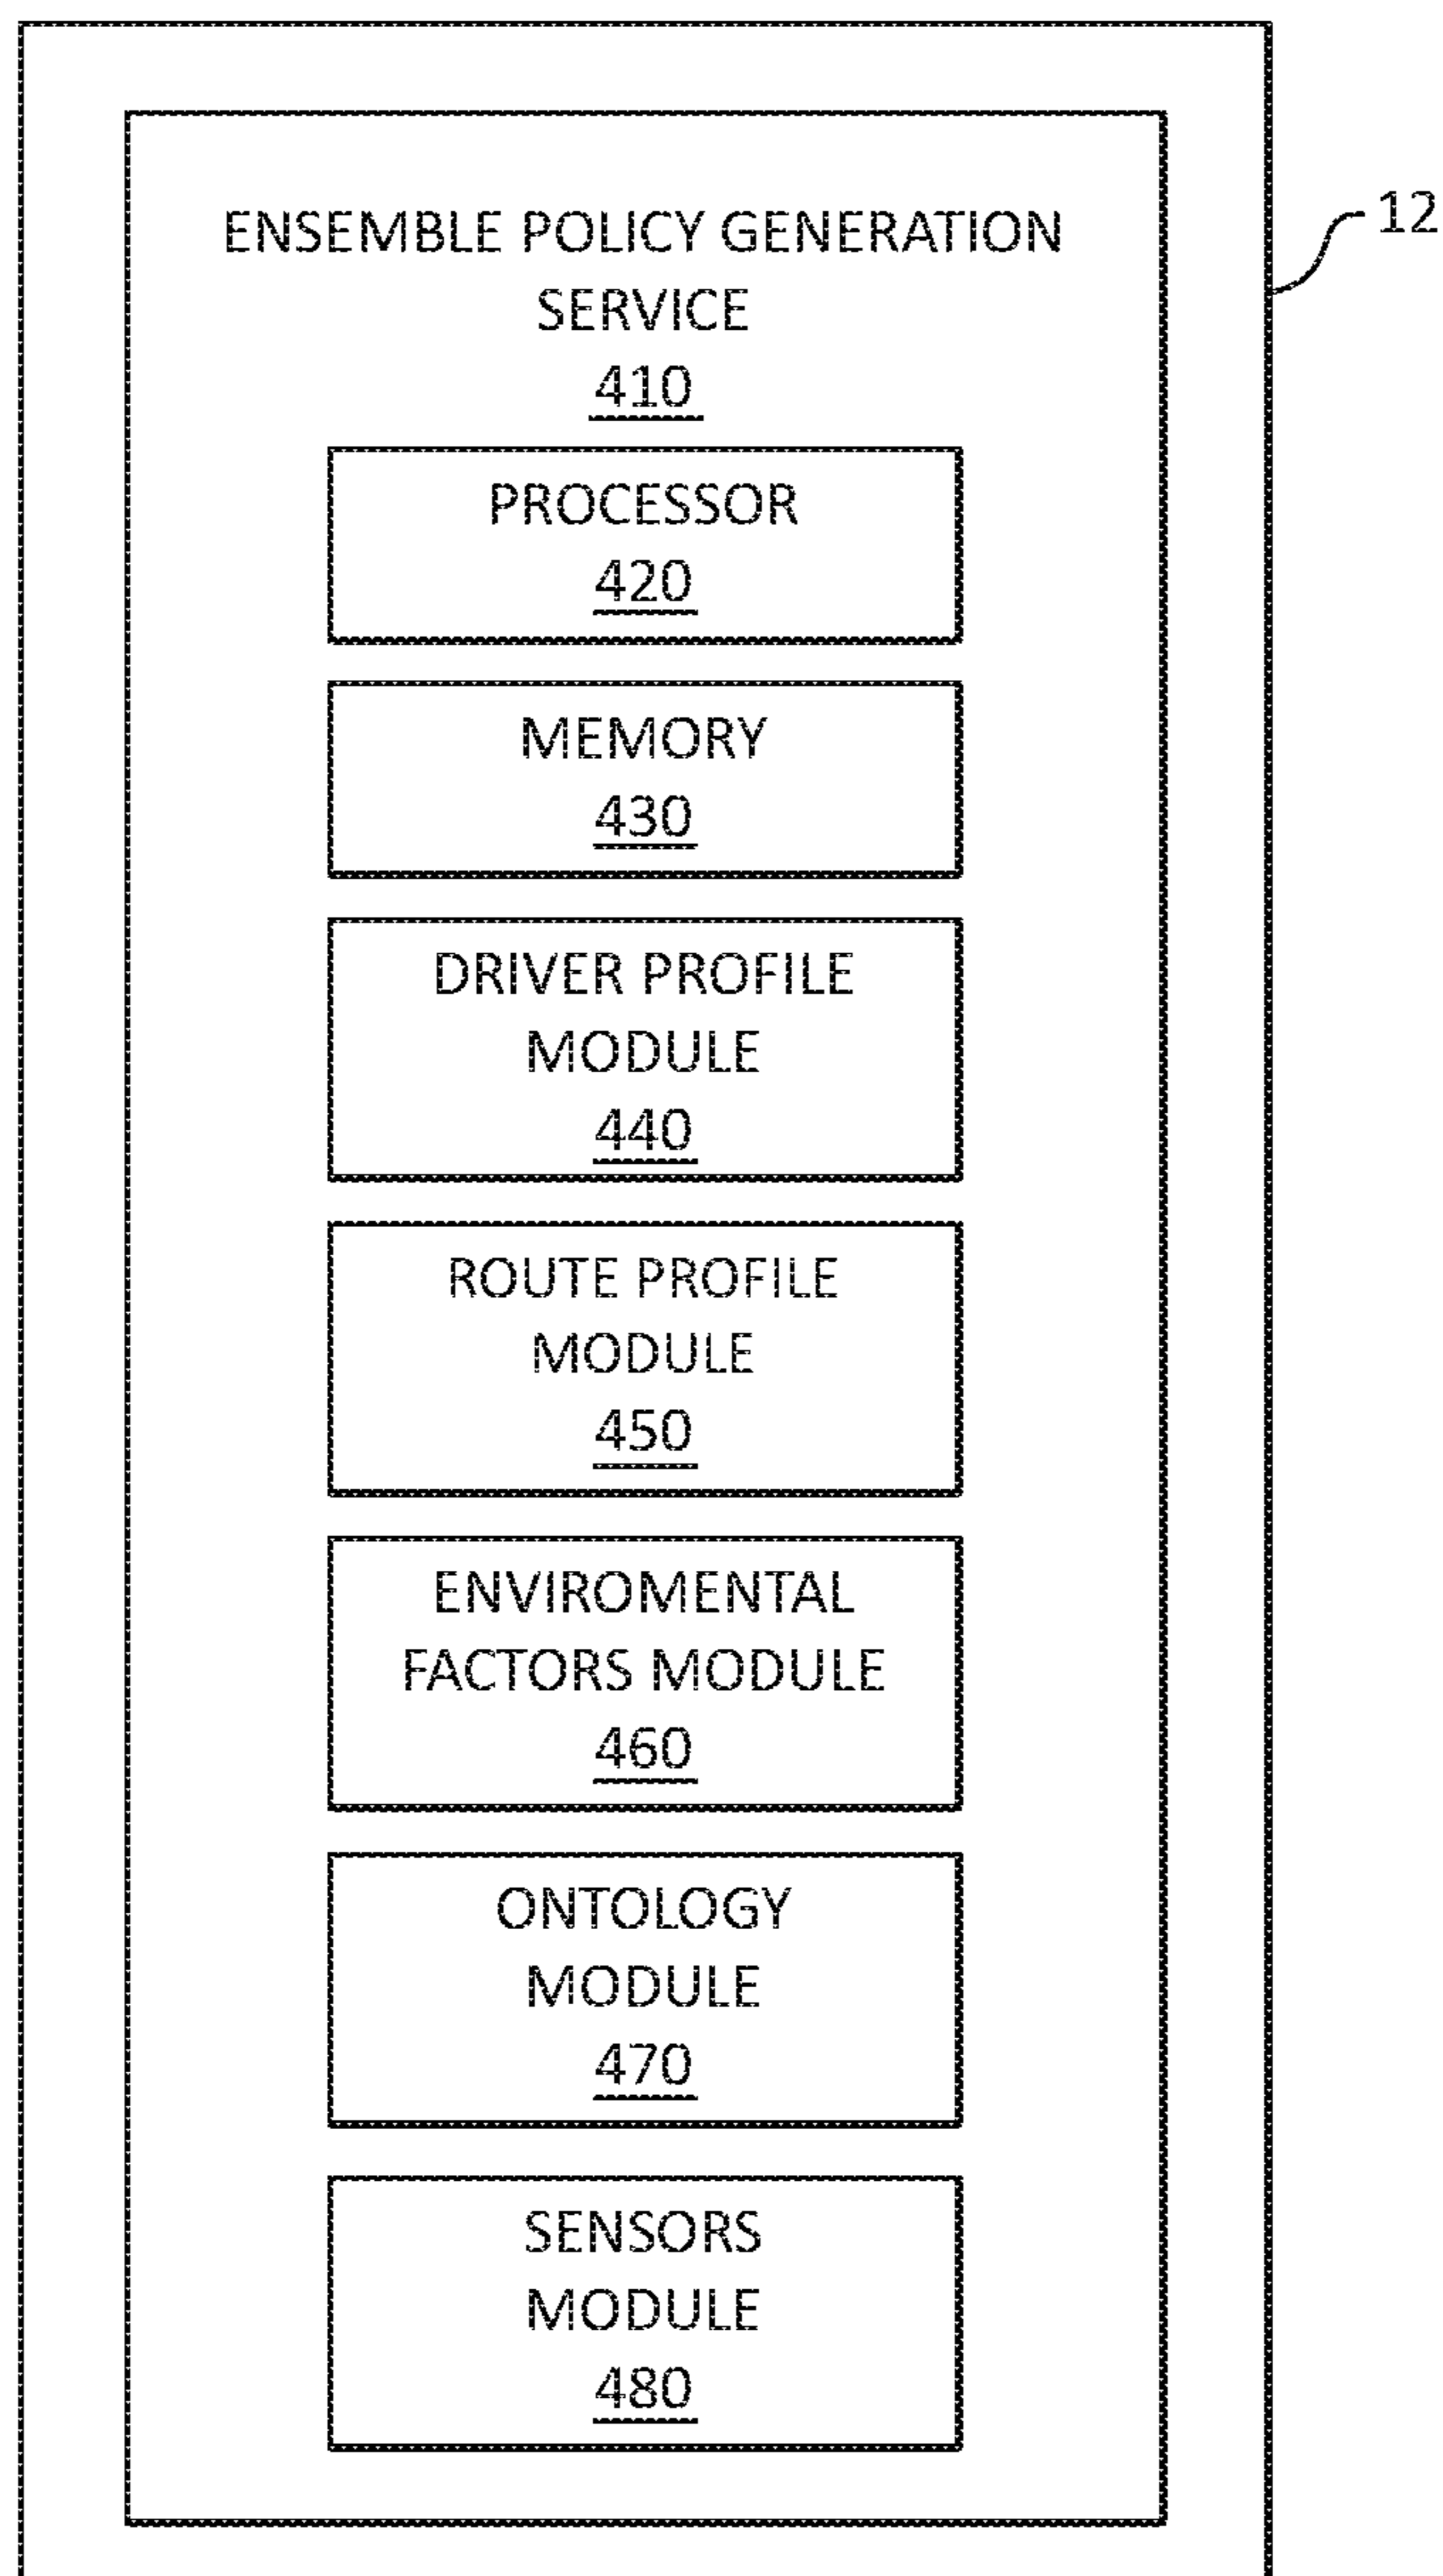 12
ENSEMBLE POLICY GENERATION
SERVICE
410
PROCESSOR
420
MEMORY
430
DRIVER PROFILE
MODULE
440
ROUTE PROFILE
MODULE
450
ENVIROMENTAL
FACTORS MODULE
460
ONTOLOGY
MODULE
470
SENSORS
MODULE
480